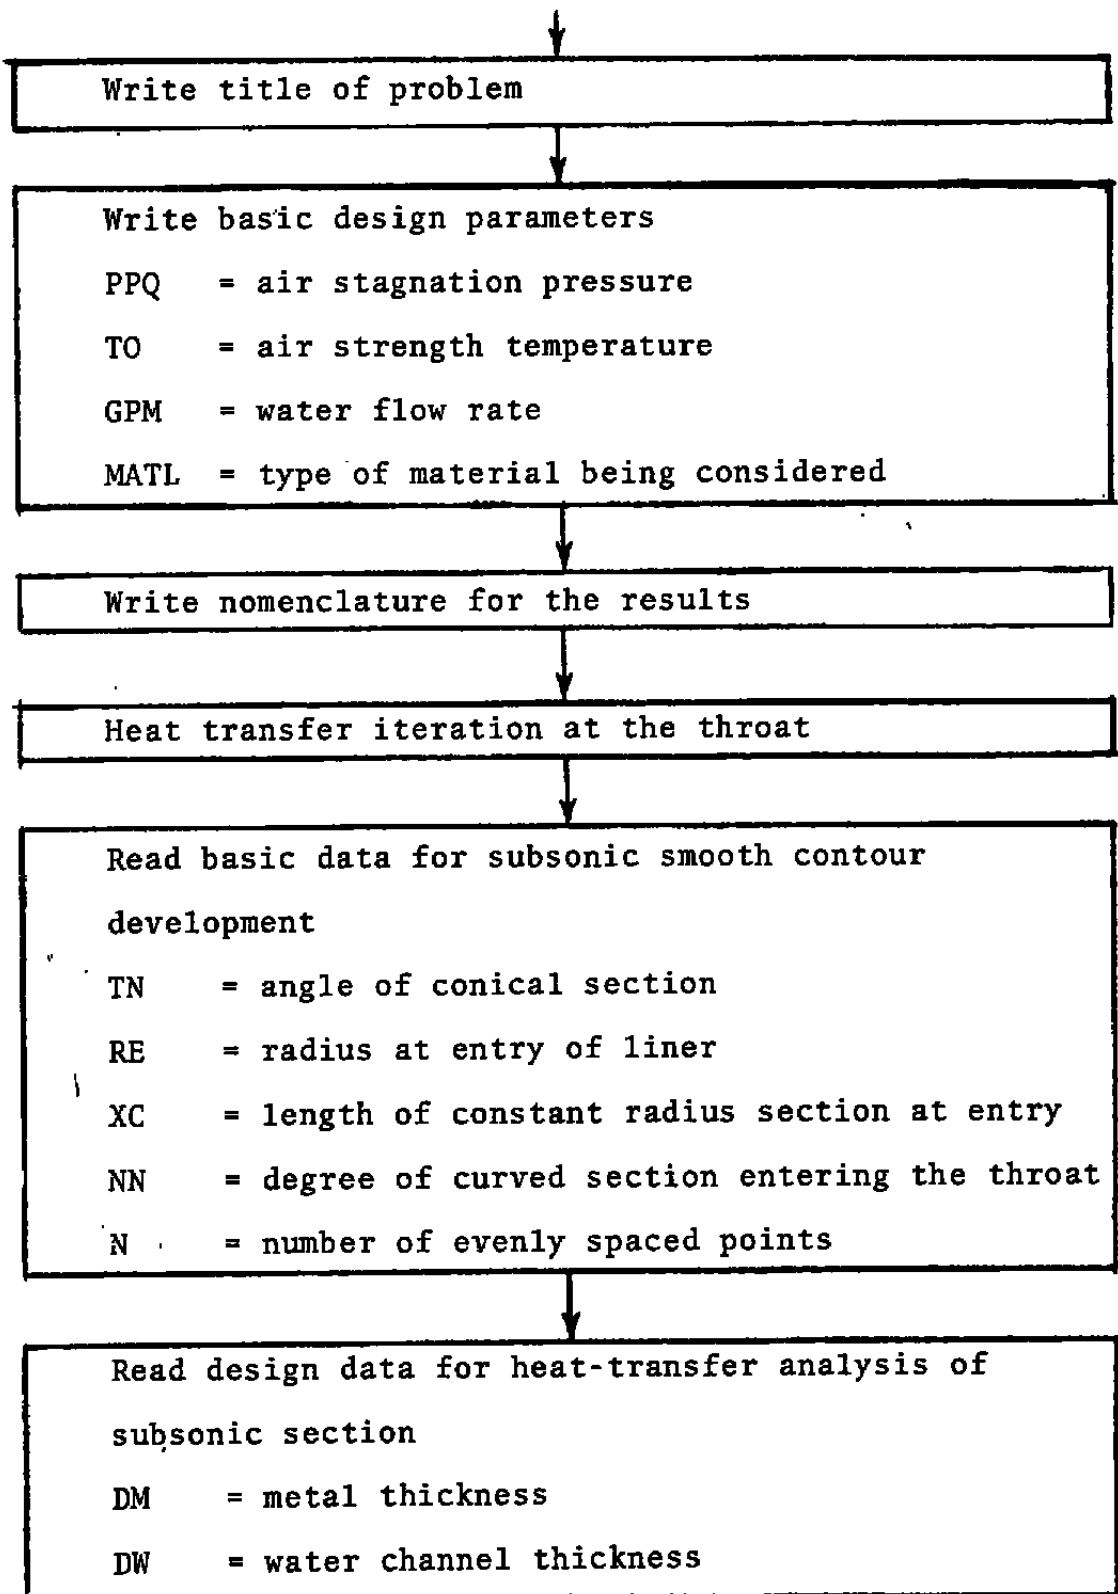 Write title of problem
Write basic design parameters
PPQ = air stagnation pressure
TO = air strength temperature
GPM = water flow rate
MATL = type of material being considered
Write nomenclature for the results
Heat transfer iteration at the throat
Read basic data for subsonic smooth contour
development
TN = angle of conical section
RE = radius at entry of liner
XC = length of constant radius section at entry
NN = degree of curved section entering the throat
N = number of evenly spaced points
Read design data for heat-transfer analysis of
subsonic section
DM = metal thickness
DW = water channel thickness